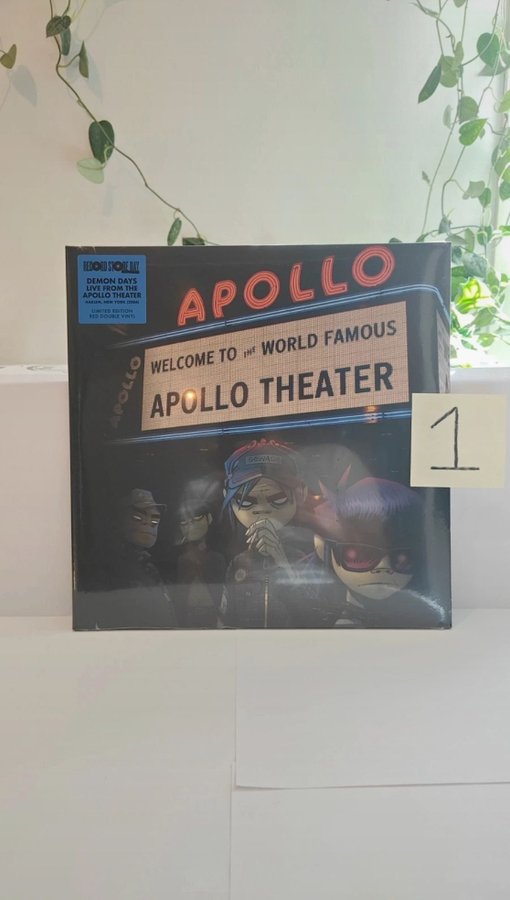 RECORD STORE DAY
DEMON DAYS
LIVE FROM THE
APOLLO THEATER
HARLEM, NEW YORK (2006)
LIMITED EDITION
RED DOUBLE VINYL
APOLLO
APOLLO
WELCOME TO THE WORLD FAMOUS
APOLLO THEATER
1